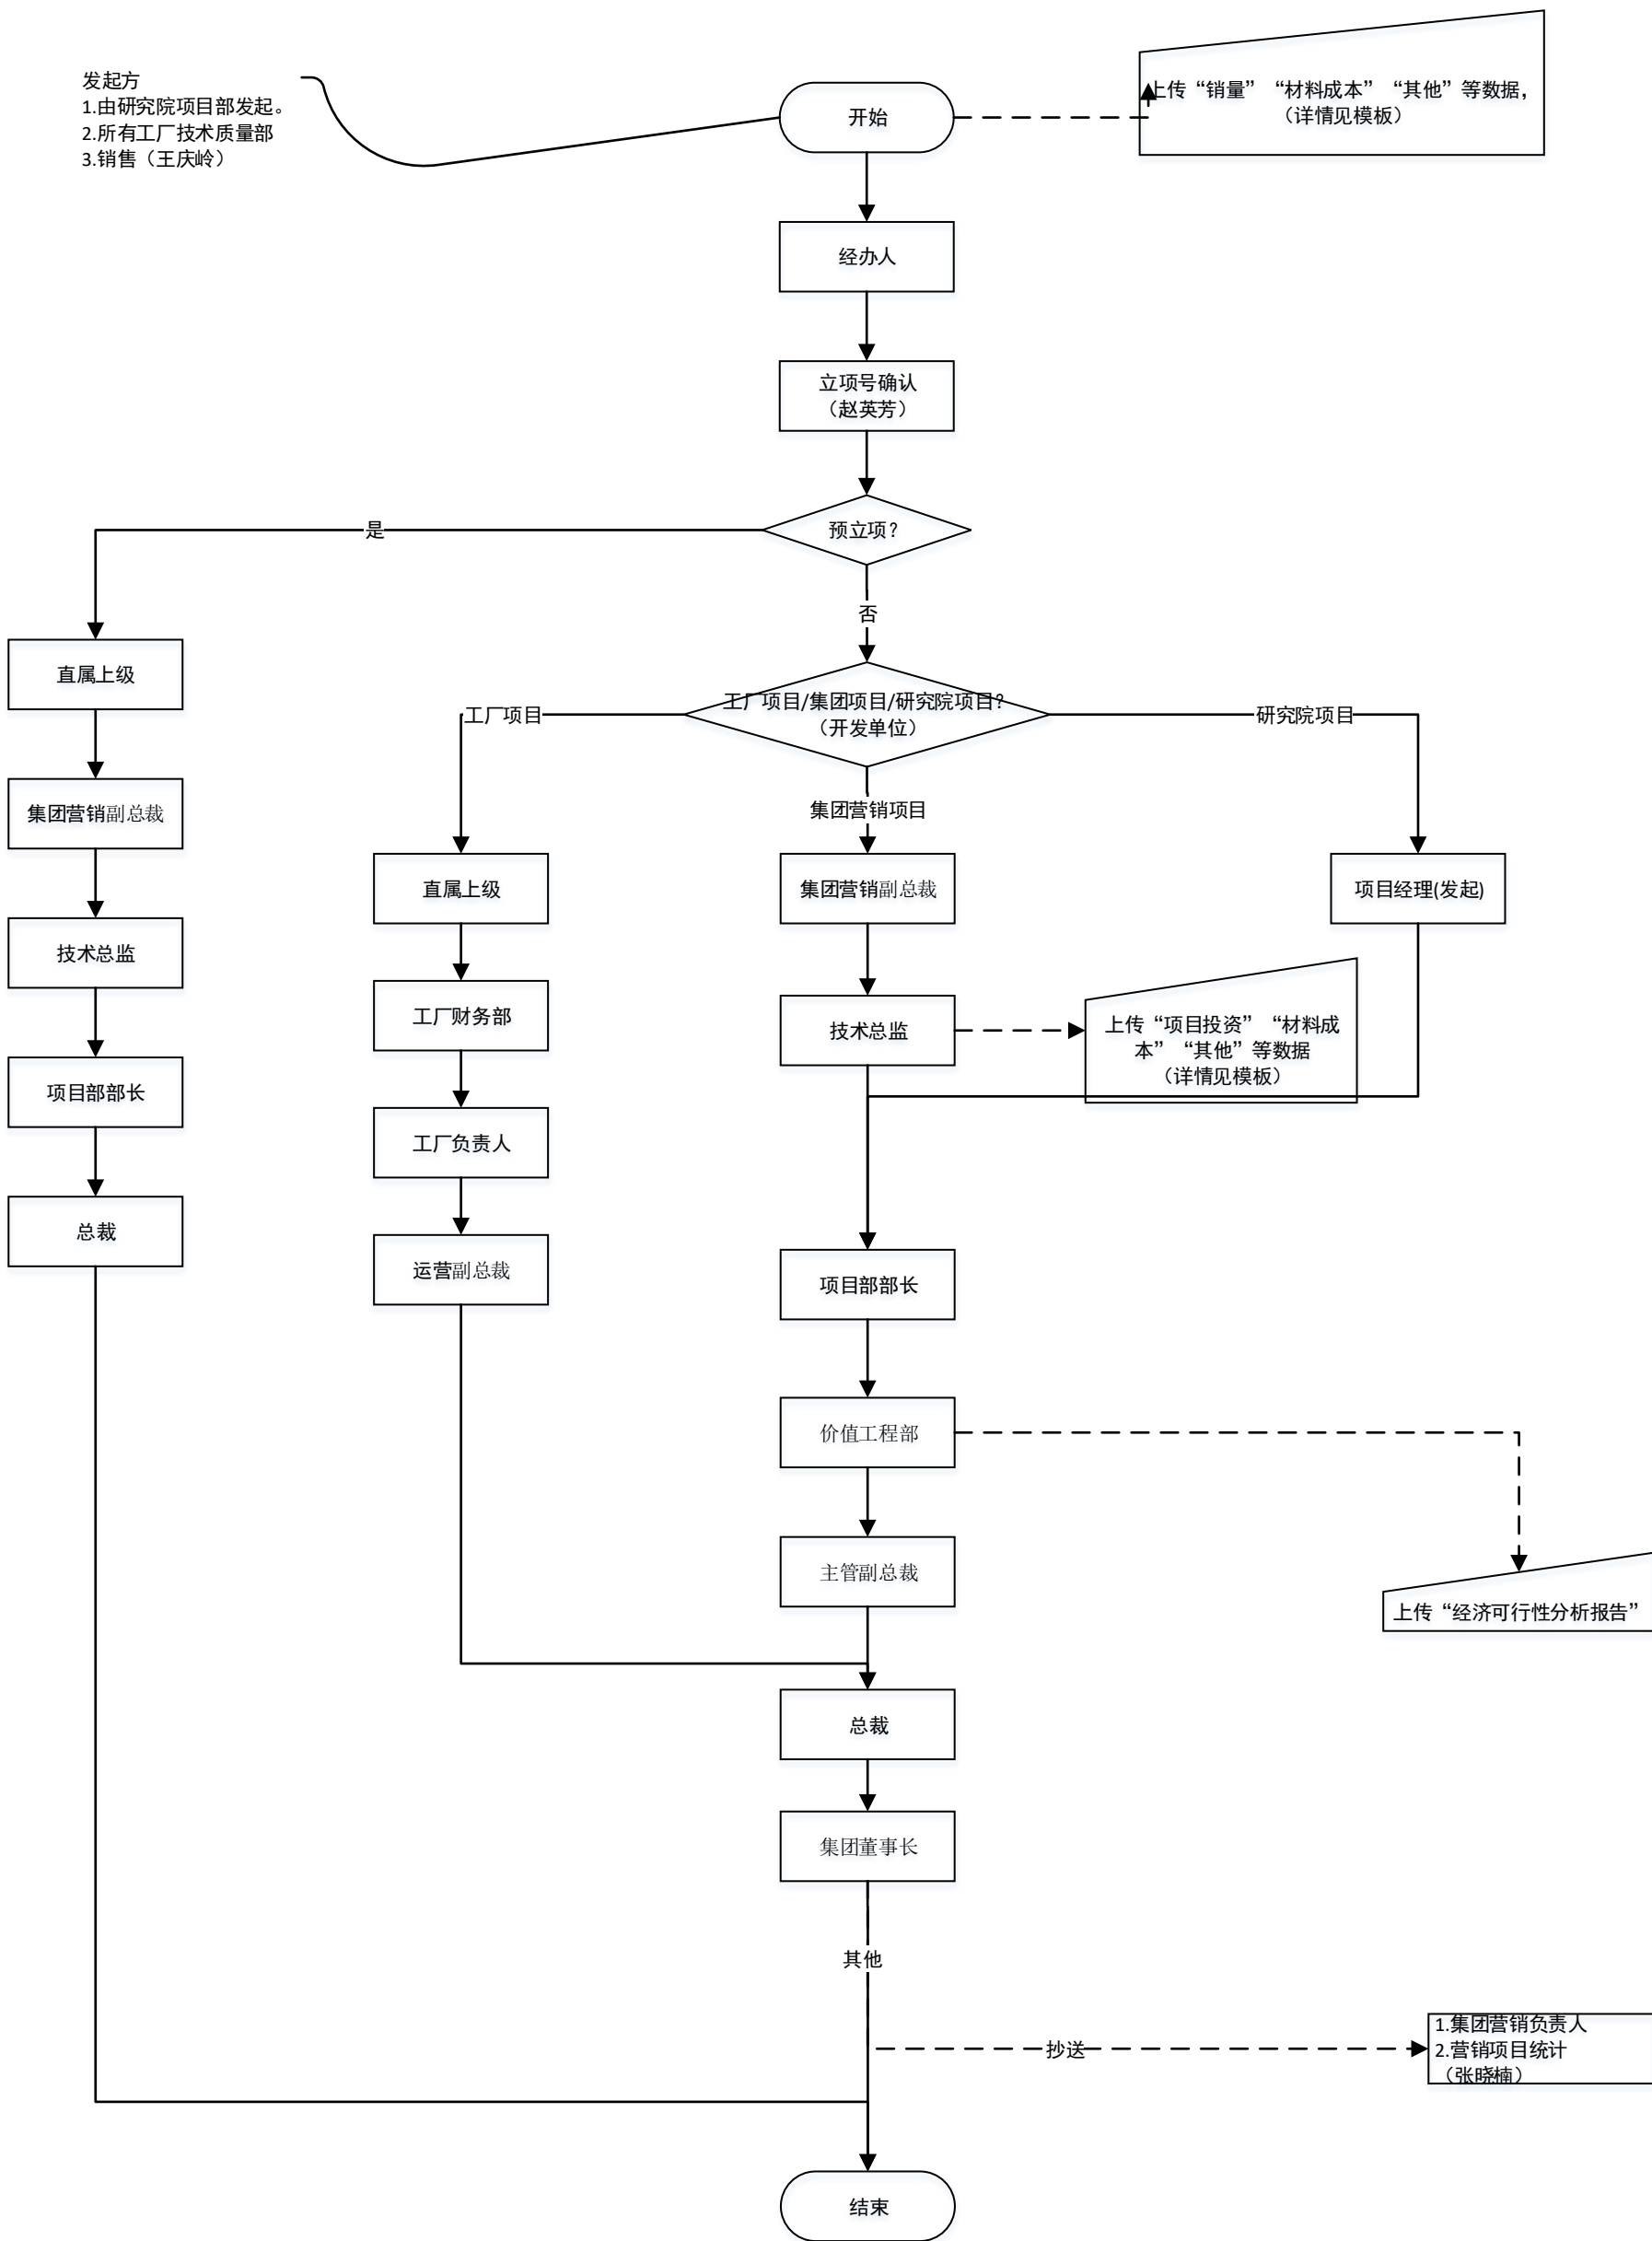 发起方
1.由研究院项目部发起。
2.所有工厂技术质量部
3.销售（王庆岭）
开始
上传“销量”“材料成本”“其他”等数据，
（详情见模板）
经办人
立项号确认
（赵英芳）
预立项？
是
否
直属上级
集团营销副总裁
技术总监
项目部部长
总裁
工厂项目/集团项目/研究院项目？
（开发单位）
工厂项目
集团营销项目
研究院项目
直属上级
工厂财务部
工厂负责人
运营副总裁
集团营销副总裁
技术总监
上传“项目投资”“材料成
本”“其他”等数据
（详情见模板）
项目经理(发起)
项目部部长
价值工程部
上传“经济可行性分析报告”
主管副总裁
总裁
集团董事长
其他
抄送
1.集团营销负责人
2.营销项目统计
（张晓楠）
结束